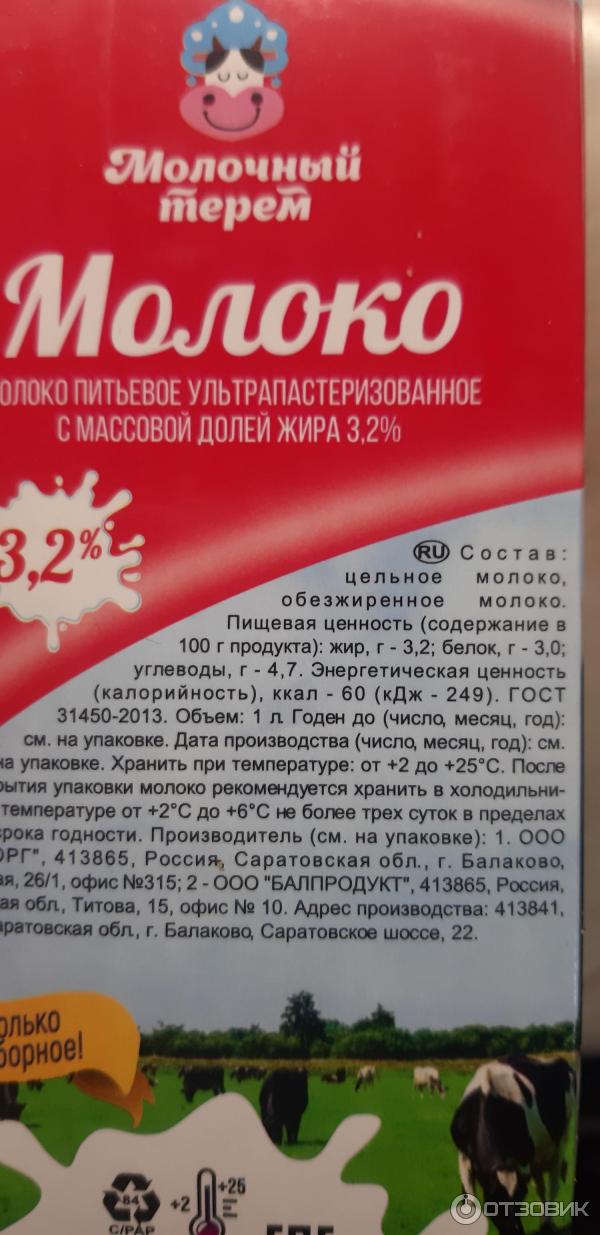 Молочный
терем
Молоко
ОЛОКО ПИТЬЕВОЕ УЛЬТРАПАСТЕРИЗОВАННОЕ
С МАССОВОЙ ДОЛЕЙ ЖИРА 3,2%
3,2%
RU Состав:
цельное молоко,
обезжиренное молоко.
Пищевая ценность (содержание в
100 г продукта): жир, г - 3,2; белок, г - 3,0;
углеводы, г - 4,7. Энергетическая ценность
(калорийность), ккал - 60 (кДж - 249). ГОСТ
31450-2013. Объем: 1 л. Годен до (число, месяц, год):
см. на упаковке. Дата производства (число, месяц, год): см.
на упаковке. Хранить при температуре: от +2 до +25°С. После
рытия упаковки молоко рекомендуется хранить в холодильни-
температуре от +2°С до +6°С не более трех суток в пределах
срока годности. Производитель (см. на упаковке): 1. ООО
ОРГ", 413865, Россия, Саратовская обл., г. Балаково,
ая, 26/1, офис №315; 2 - ООО "БАЛПРОДУКТ", 413865, Россия,
кая обл., Титова, 15, офис № 10. Адрес производства: 413841,
аратовская обл., г. Балаково, Саратовское шоссе, 22.
олько
борное!
84
C/PAP
+2
+25
ОТЗОВИК